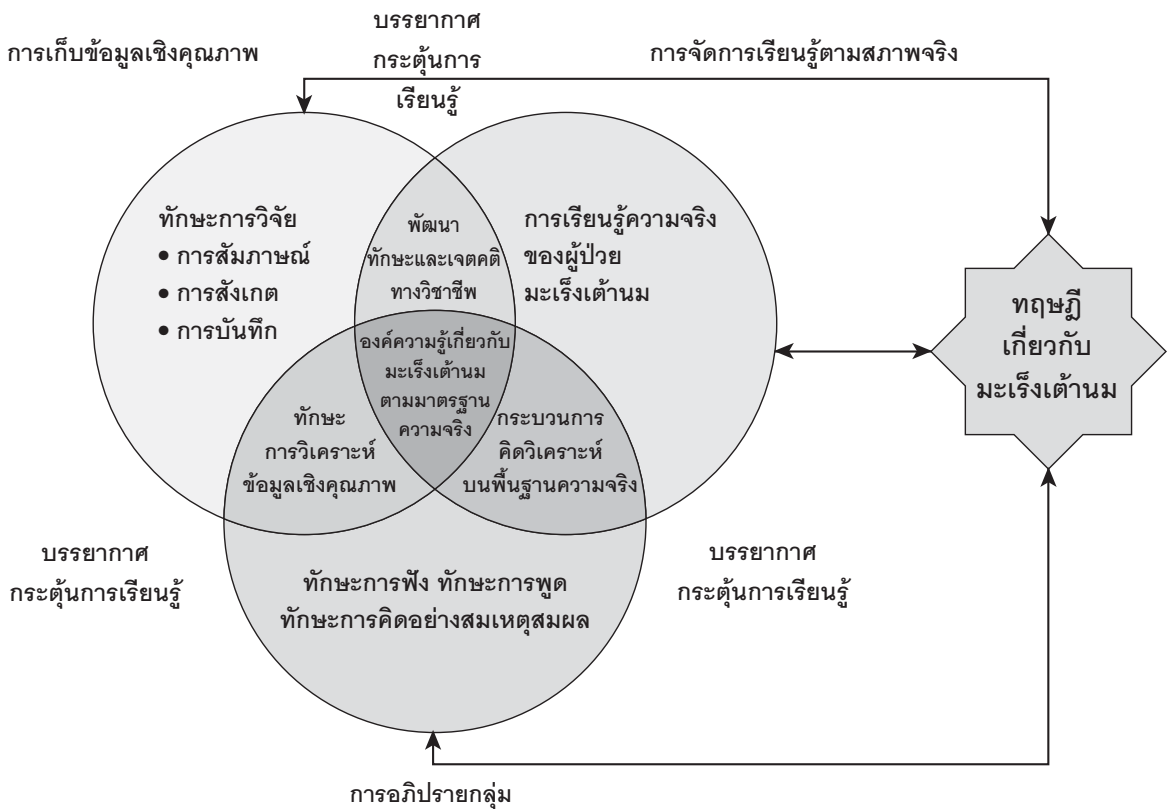 การเก็บข้อมูลเชิงคุณภาพ
บรรยากาศ
กระตุ้นการ
เรียนรู้
การจัดการเรียนรู้ตามสภาพจริง
ทักษะการวิจัย
• การสัมภาษณ์
• การสังเกต
• การบันทึก
พัฒนา
ทักษะและเจตคติ
ทางวิชาชีพ
การเรียนรู้ความจริง
ของผู้ป่วย
มะเร็งเต้านม
ทฤษฎี
เกี่ยวกับ
มะเร็งเต้านม
องค์ความรู้เกี่ยวกับ
มะเร็งเต้านม
ตามมาตรฐาน
ความจริง
ทักษะ
การวิเคราะห์
ข้อมูลเชิงคุณภาพ
กระบวนการ
คิดวิเคราะห์
บนพื้นฐานความจริง
บรรยากาศ
กระตุ้นการเรียนรู้
ทักษะการฟัง ทักษะการพูด
ทักษะการคิดอย่างสมเหตุสมผล
บรรยากาศ
กระตุ้นการเรียนรู้
การอภิปรายกลุ่ม